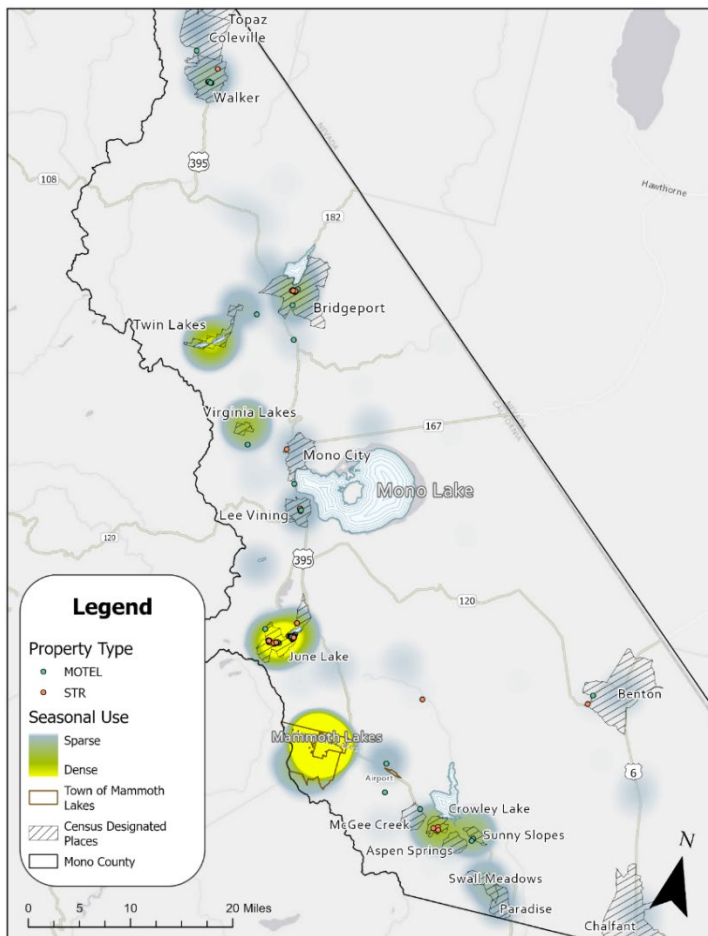 Topaz
Coleville
Walker
395
108
NEVADA
Hawthorne
182
Bridgeport
Twin Lakes
Virginia Lakes
NEVADA
CALIFORNIA
167
Mono City
Mono Lake
Lee Vining
120
395
120
June Lake
Benton
Mammoth Lakes
Airport
6
Crowley Lake
McGee Creek
Sunny Slopes
Aspen Springs
Swall Meadows
Paradise
Chalfant
N
Legend
Property Type
MOTEL
STR
Seasonal Use
Sparse
Dense
Town of Mammoth
Lakes
Census Designated
Places
Mono County
0 5 10 20 Miles